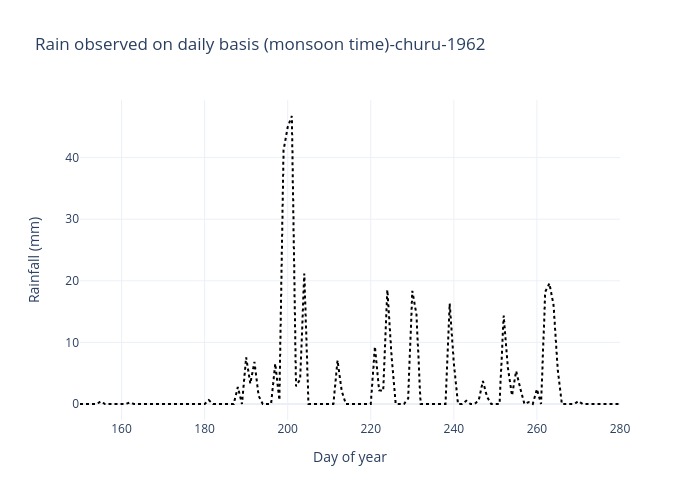 Rain observed on daily basis (monsoon time)-churu-1962
40
30
20
10
0
Rainfall (mm)
160 180 200 220 240 260 280
Day of year